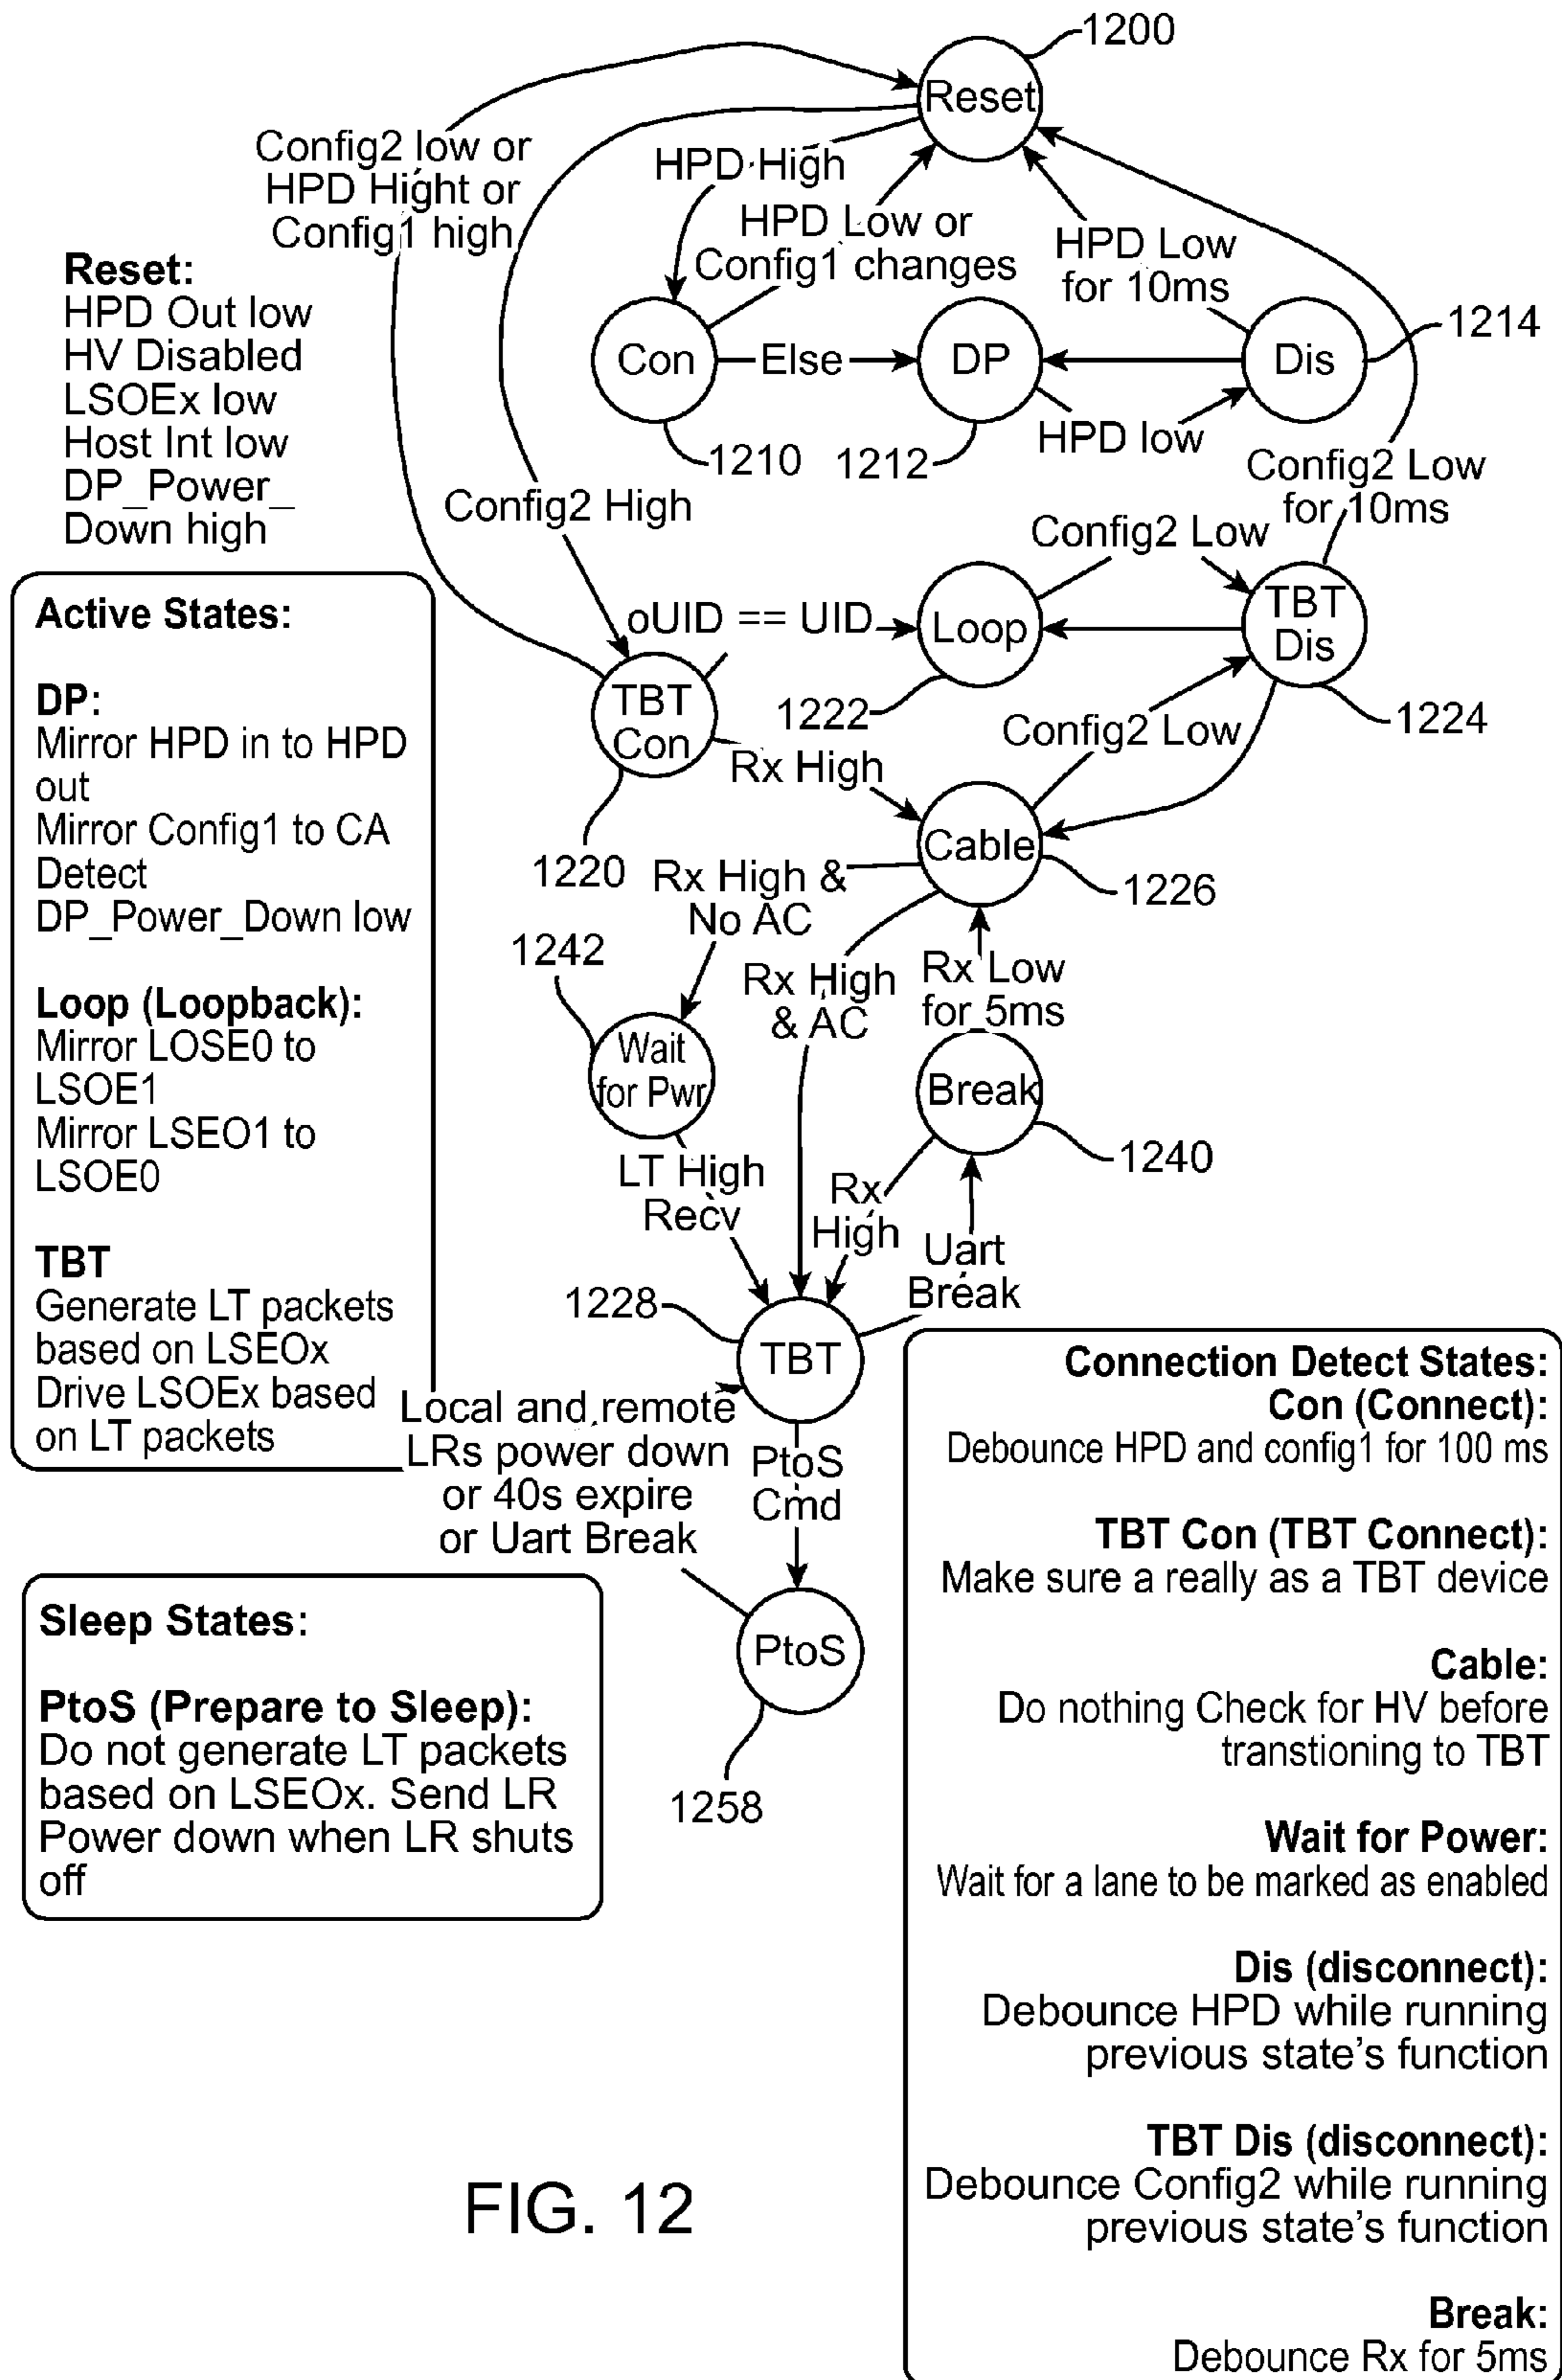 1200
Reset
Config2 low or
HPD Hight or
Config1 high
HPD High
HPD Low or
Config1 changes
HPD Low
for 10ms
1214
Reset:
HPD Out low
HV Disabled
LSOEx low
Host Int low
DP_Power_
Down high
Con
Else
DP
Dis
HPD low
1210
1212
Config2 Low
for 10ms
Config2 High
Config2 Low
oUID == UID
Loop
TBT
Dis
TBT
Con
1222
1224
Config2 Low
Rx High
Cable
1220
1226
Rx High &
No AC
1242
Rx High
& AC
Rx Low
for 5ms
Wait
for Pwr
Break
1240
LT High
Recv
Rx
High
Uart
Break
1228
TBT
Local and remote
LRs power down
or 40s expire
or Uart Break
PtoS
Cmd
PtoS
1258
Active States:
DP:
Mirror HPD in to HPD
out
Mirror Config1 to CA
Detect
DP_Power_Down low
Loop (Loopback):
Mirror LOSE0 to
LSOE1
Mirror LSEO1 to
LSOE0
TBT
Generate LT packets
based on LSEOx
Drive LSOEx based
on LT packets
Sleep States:
PtoS (Prepare to Sleep):
Do not generate LT packets
based on LSEOx. Send LR
Power down when LR shuts
off
Connection Detect States:
Con (Connect):
Debounce HPD and config1 for 100 ms
TBT Con (TBT Connect):
Make sure a really as a TBT device
Cable:
Do nothing Check for HV before
transtioning to TBT
Wait for Power:
Wait for a lane to be marked as enabled
Dis (disconnect):
Debounce HPD while running
previous state's function
TBT Dis (disconnect):
Debounce Config2 while running
previous state's function
Break:
Debounce Rx for 5ms
FIG. 12